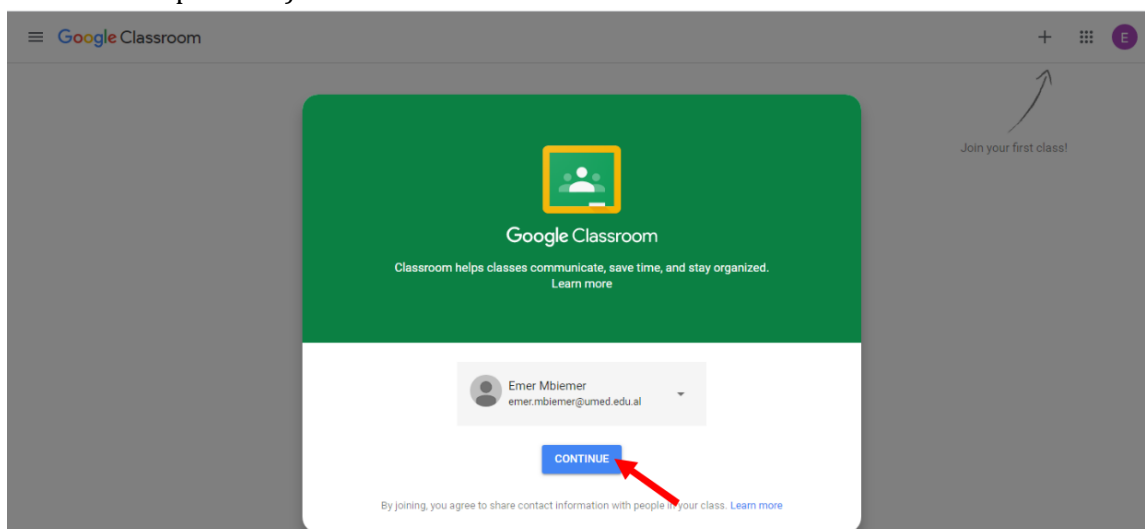 Google Classroom
E
Join your first class!
Google Classroom
Classroom helps classes communicate, save time, and stay organized.
Learn more
Emer Mbiemer
emer.mbiemer@umed.edu.al
CONTINUE
By joining, you agree to share contact information with people in your class. Learn more